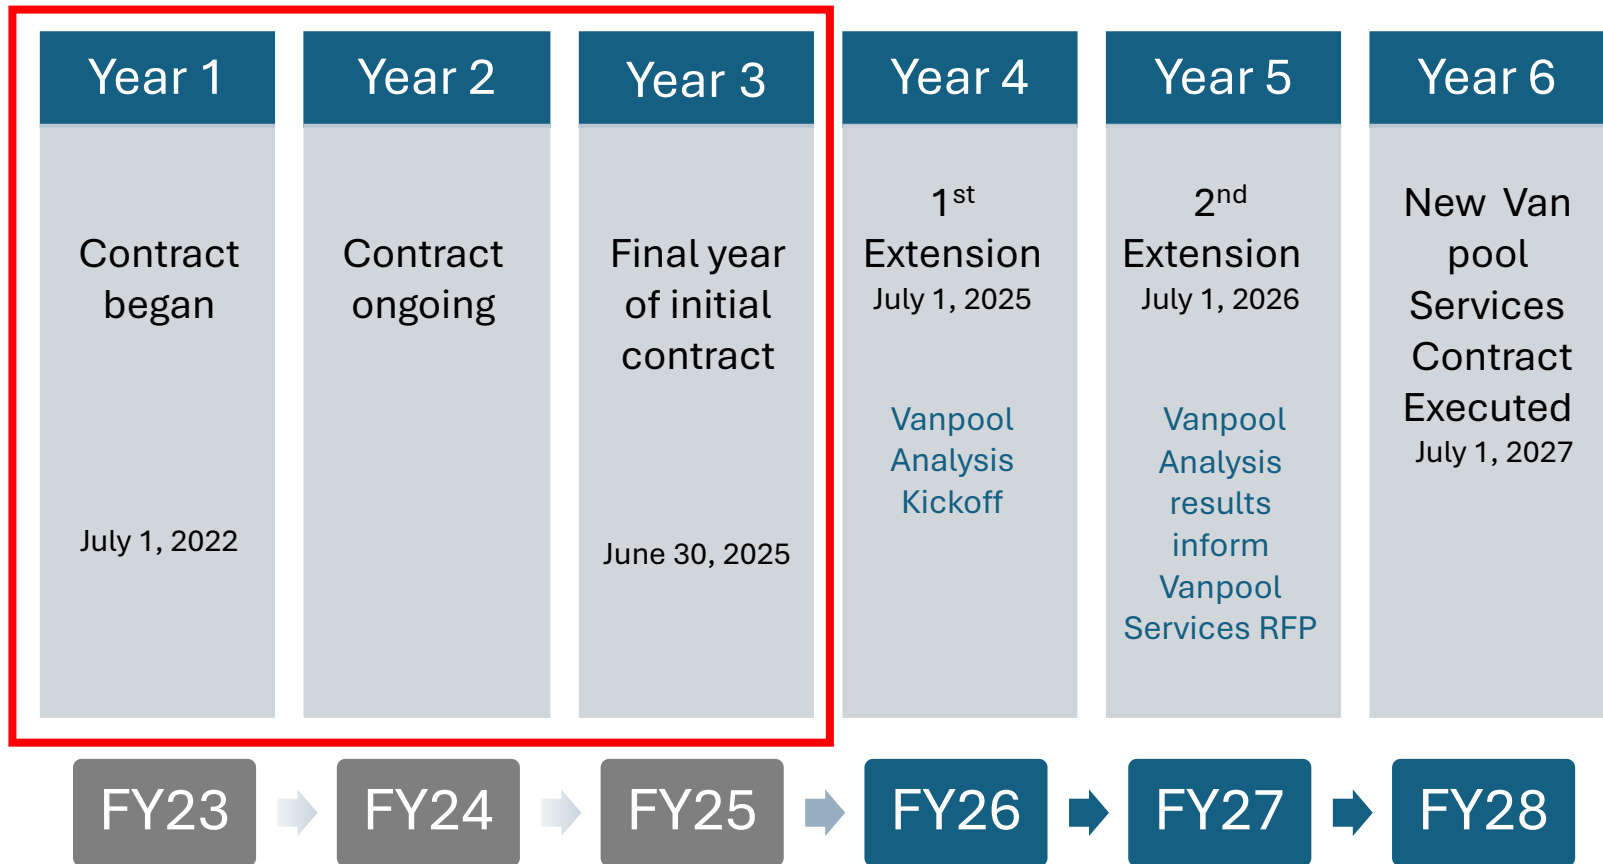 Year 1
Contract
began
July 1, 2022
Year 2
Contract
ongoing
Year 3
Final year
of initial
contract
June 30, 2025
Year 4
1st
Extension
July 1, 2025
Vanpool
Analysis
Kickoff
Year 5
2nd
Extension
July 1, 2026
Vanpool
Analysis
results
inform
Vanpool
Services RFP
Year 6
New Van
pool
Services
Contract
Executed
July 1, 2027
FY23
FY24
FY25
FY26
FY27
FY28